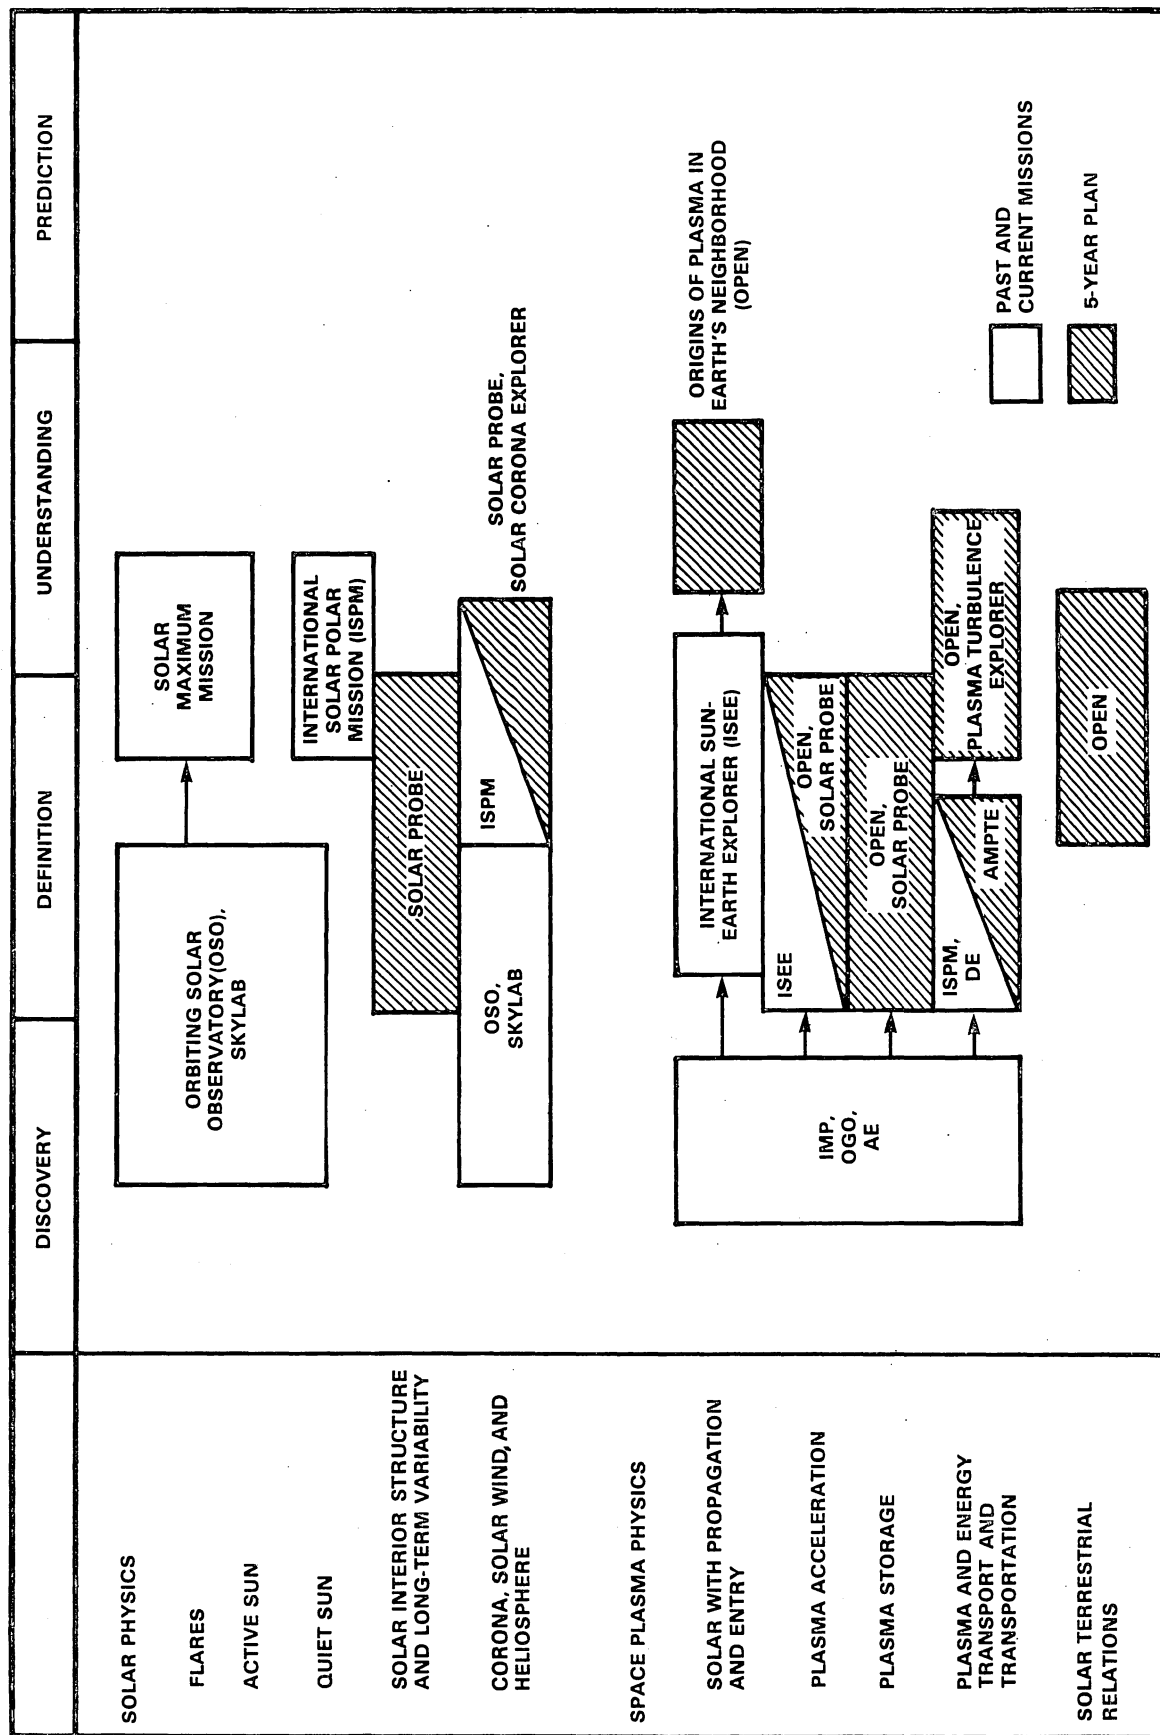 DISCOVERY
DEFINITION
UNDERSTANDING
PREDICTION
SOLAR PHYSICS
FLARES
ACTIVE SUN
QUIET SUN
ORBITING SOLAR
OBSERVATORY(OSO),
SKYLAB
SOLAR
MAXIMUM
MISSION
INTERNATIONAL
SOLAR POLAR
MISSION (ISPM)
SOLAR INTERIOR STRUCTURE
AND LONG-TERM VARIABILITY
SOLAR PROBE
CORONA, SOLAR WIND, AND
HELIOSPHERE
OSO,
SKYLAB
ISPM
SOLAR PROBE,
SOLAR CORONA EXPLORER
SPACE PLASMA PHYSICS
SOLAR WITH PROPAGATION
AND ENTRY
IMP,
OGO,
AE
INTERNATIONAL SUN-
EARTH EXPLORER (ISEE)
ORIGINS OF PLASMA IN
EARTH'S NEIGHBORHOOD
(OPEN)
PLASMA ACCELERATION
ISEE
OPEN,
SOLAR PROBE
PLASMA STORAGE
OPEN,
SOLAR PROBE
PLASMA AND ENERGY
TRANSPORT AND
TRANSPORTATION
ISPM,
DE
AMPTE
OPEN,
PLASMA TURBULENCE
EXPLORER
SOLAR TERRESTRIAL
RELATIONS
OPEN
PAST AND
CURRENT MISSIONS
5-YEAR PLAN